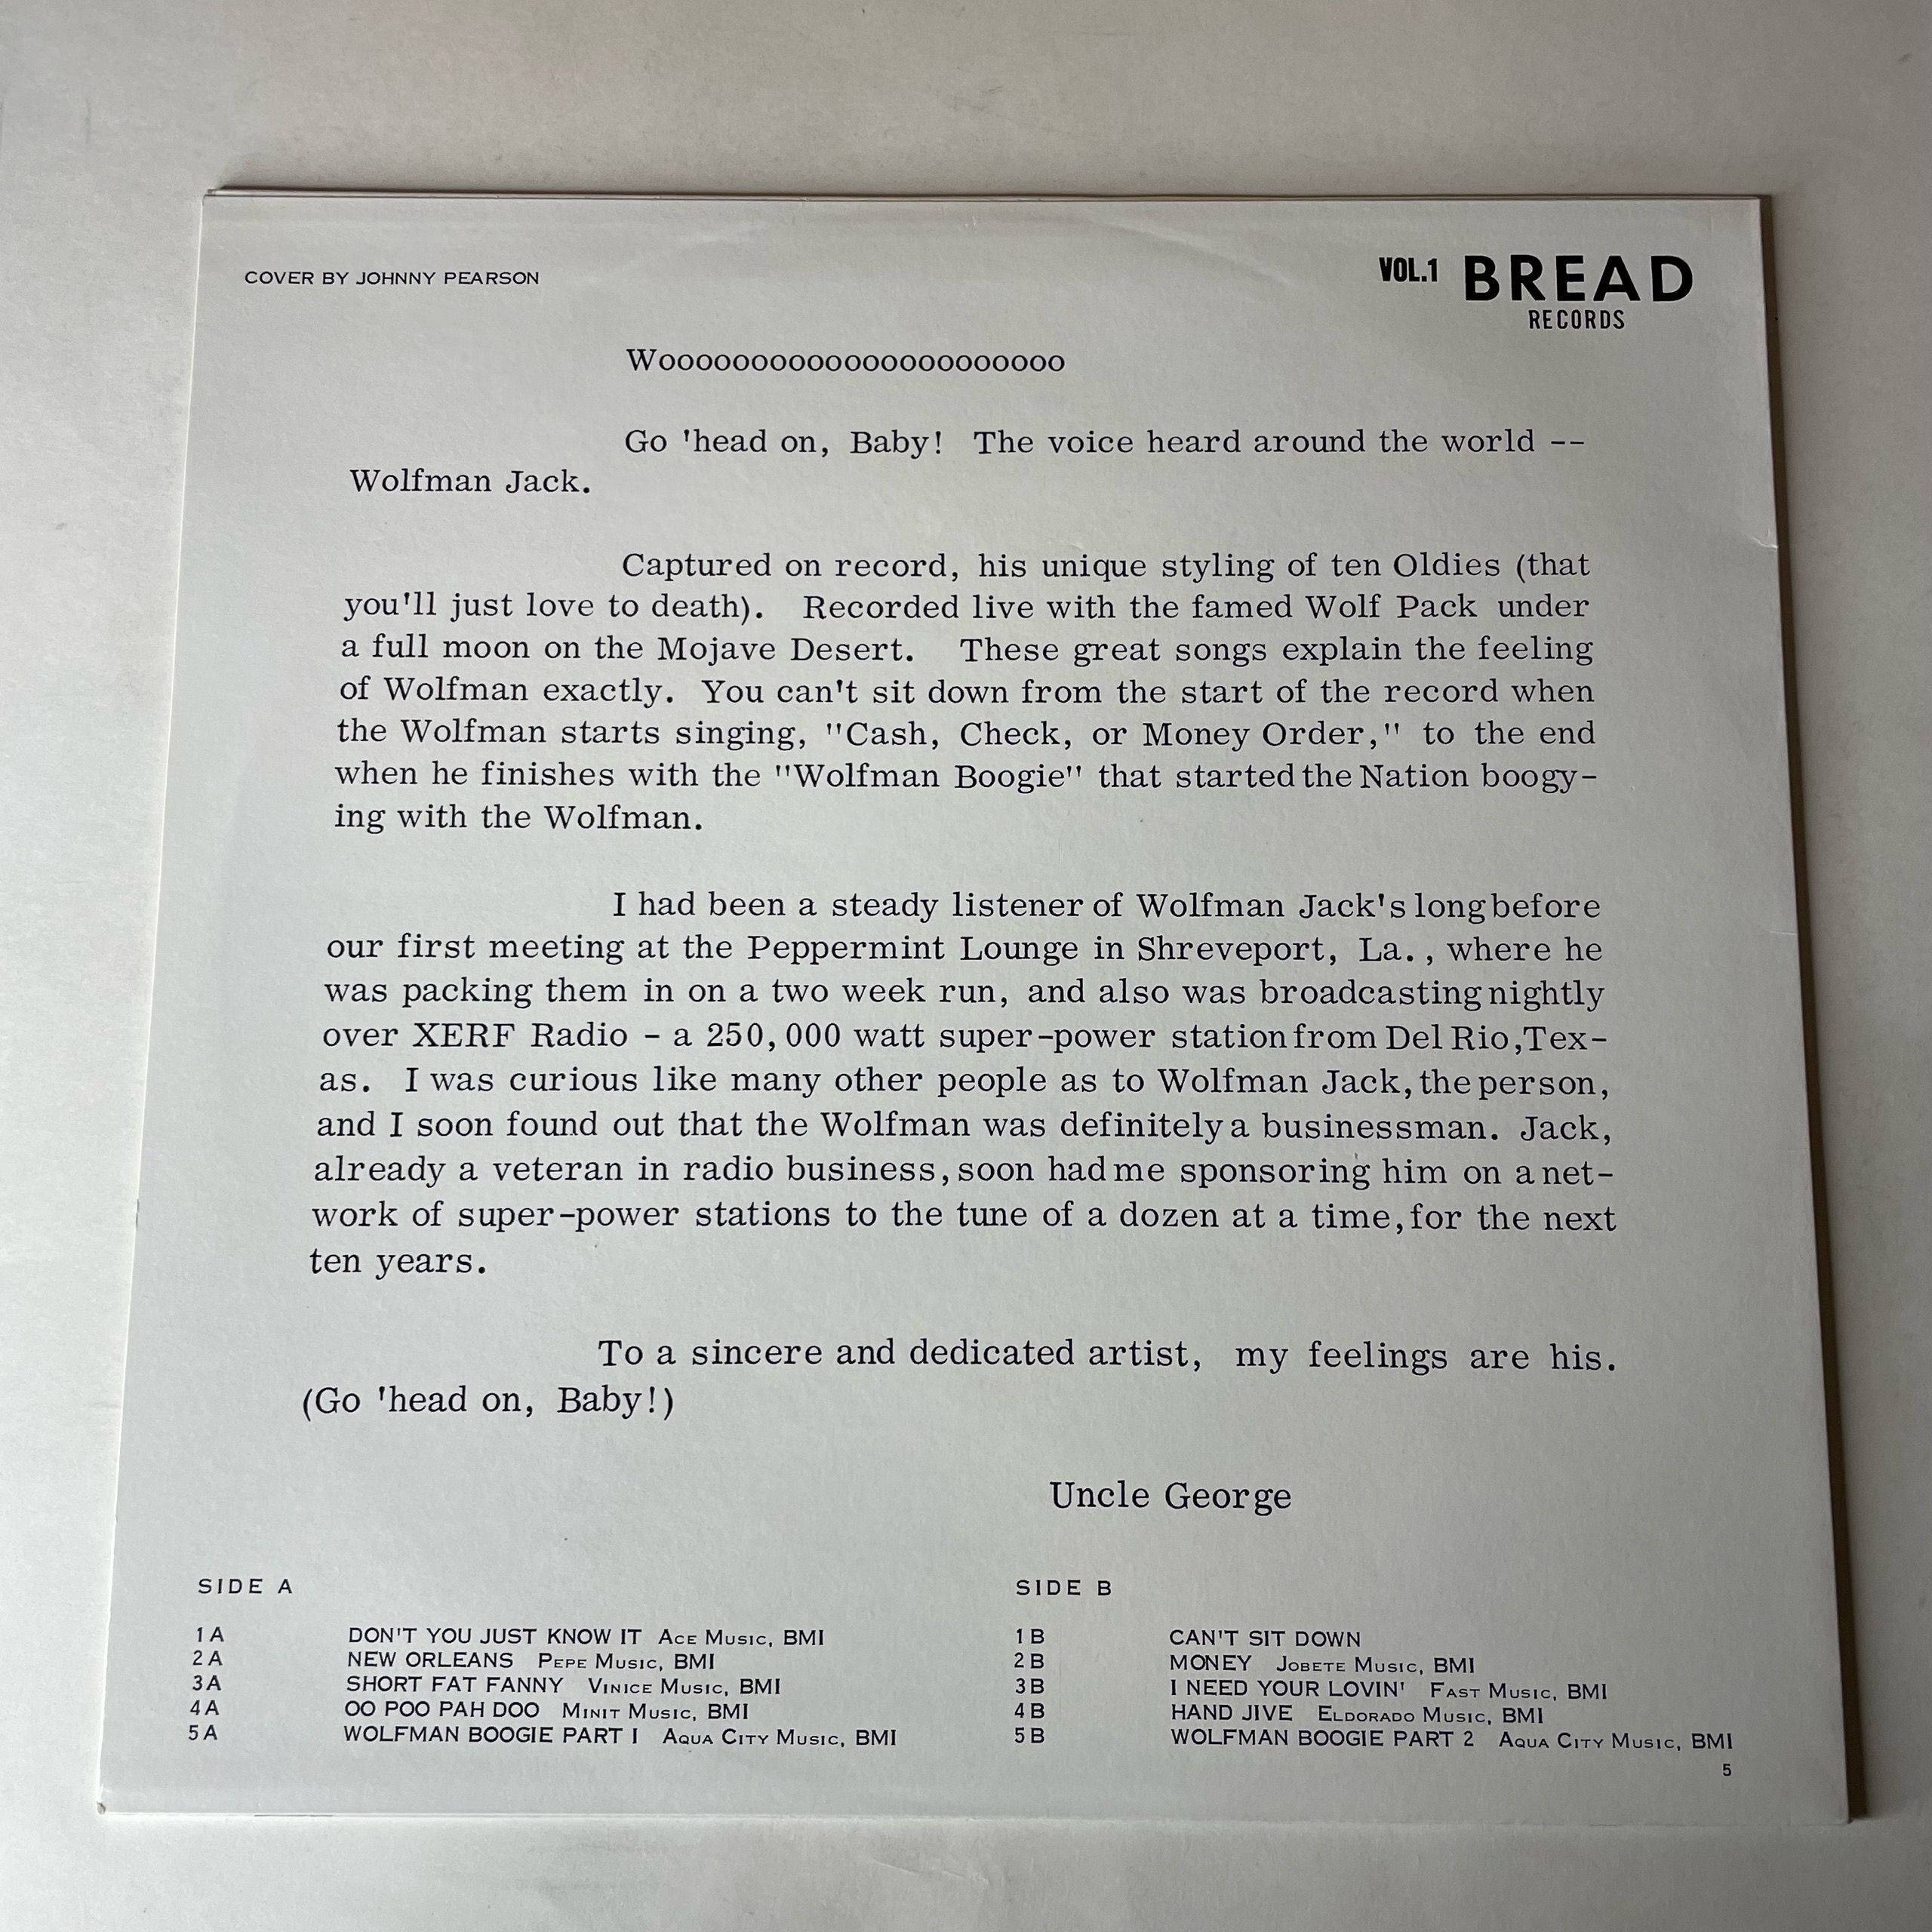 COVER BY JOHNNY PEARSON
VOL.1 BREAD
RECORDS
Woooooooooooooooooooooo
Go 'head on, Baby! The voice heard around the world --
Wolfman Jack.
Captured on record, his unique styling of ten Oldies (that
you'll just love to death). Recorded live with the famed Wolf Pack under
a full moon on the Mojave Desert. These great songs explain the feeling
of Wolfman exactly. You can't sit down from the start of the record when
the Wolfman starts singing, "Cash, Check, or Money Order," to the end
when he finishes with the "Wolfman Boogie" that started the Nation boogy-
ing with the Wolfman.
I had been a steady listener of Wolfman Jack's long before
our first meeting at the Peppermint Lounge in Shreveport, La., where he
was packing them in on a two week run, and also was broadcasting nightly
over XERF Radio - a 250,000 watt super-power station from Del Rio, Tex-
as. I was curious like many other people as to Wolfman Jack, the person,
and I soon found out that the Wolfman was definitely a businessman. Jack,
already a veteran in radio business, soon had me sponsoring him on a net-
work of super-power stations to the tune of a dozen at a time, for the next
ten years.
To a sincere and dedicated artist, my feelings are his.
(Go 'head on, Baby!)
Uncle George
SIDE A
1 A DON'T YOU JUST KNOW IT ACE MUSIC, BMI
2 A NEW ORLEANS PEPE MUSIC, BMI
3 A SHORT FAT FANNY VINICE MUSIC, BMI
4 A OO POO PAH DOO MINIT MUSIC, BMI
5 A WOLFMAN BOOGIE PART I AQUA CITY MUSIC, BMI
SIDE B
1 B CAN'T SIT DOWN
2 B MONEY JOBETE MUSIC, BMI
3 B I NEED YOUR LOVIN' FAST MUSIC, BMI
4 B HAND JIVE ELDORADO MUSIC, BMI
5 B WOLFMAN BOOGIE PART 2 AQUA CITY MUSIC, BMI
5